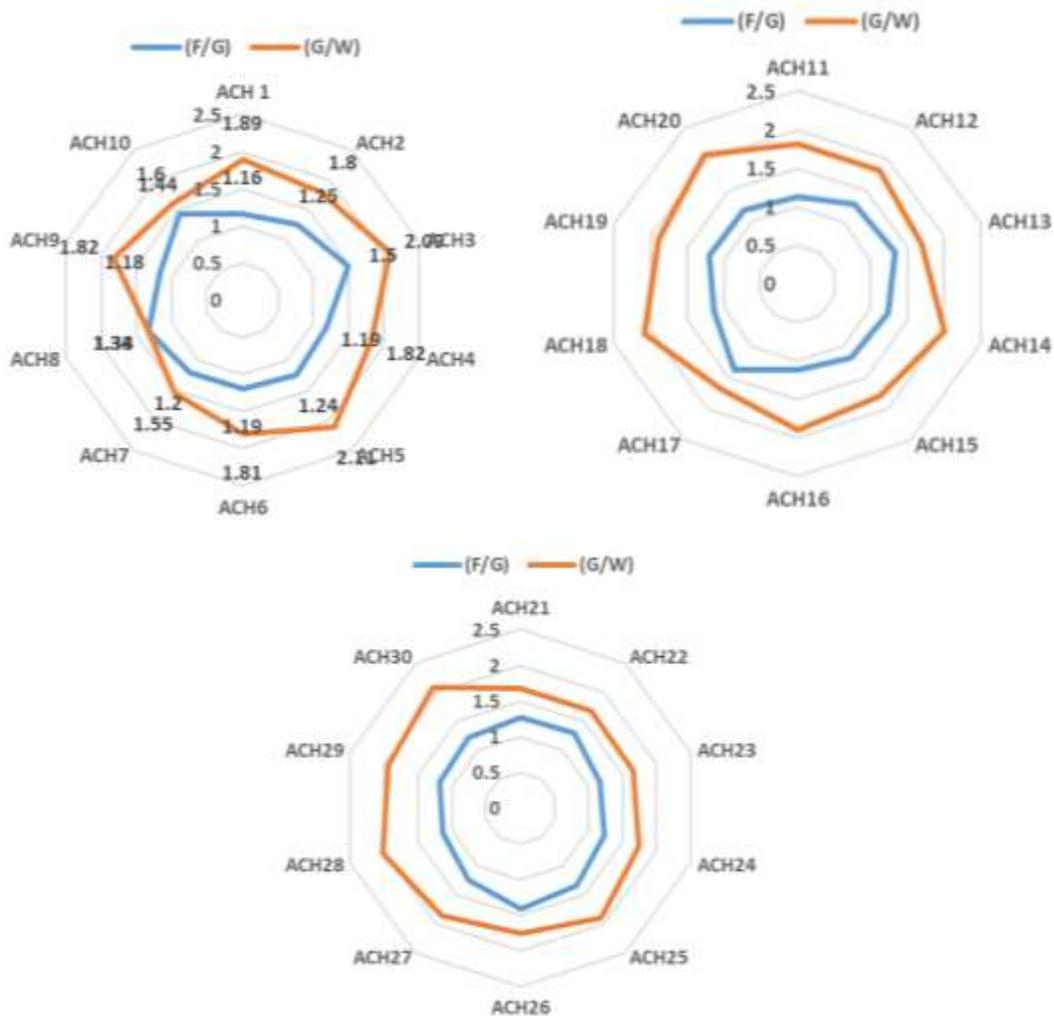 (F/G) (G/W)
ACH 1
2.5
1.89
ACH10 ACH2
2
1.6 1.8
1.44 1.5 1.16 1.25
ACH9 1 ACH3
1.82 1.18 0.5 1.5
0
ACH8 1.19 ACH4
1.34 1.82
1.2 1.24
1.55 1.19
ACH7 2.11 ACH5
1.81
ACH6
(F/G) (G/W)
ACH11
2.5
ACH20 ACH12
2
1.5
ACH19 1 ACH13
0.5
0
ACH18 ACH14
ACH17 ACH15
ACH16
(F/G) (G/W)
ACH21
2.5
ACH30 ACH22
2
1.5
ACH29 1 ACH23
0.5
0
ACH28 ACH24
ACH27 ACH25
ACH26